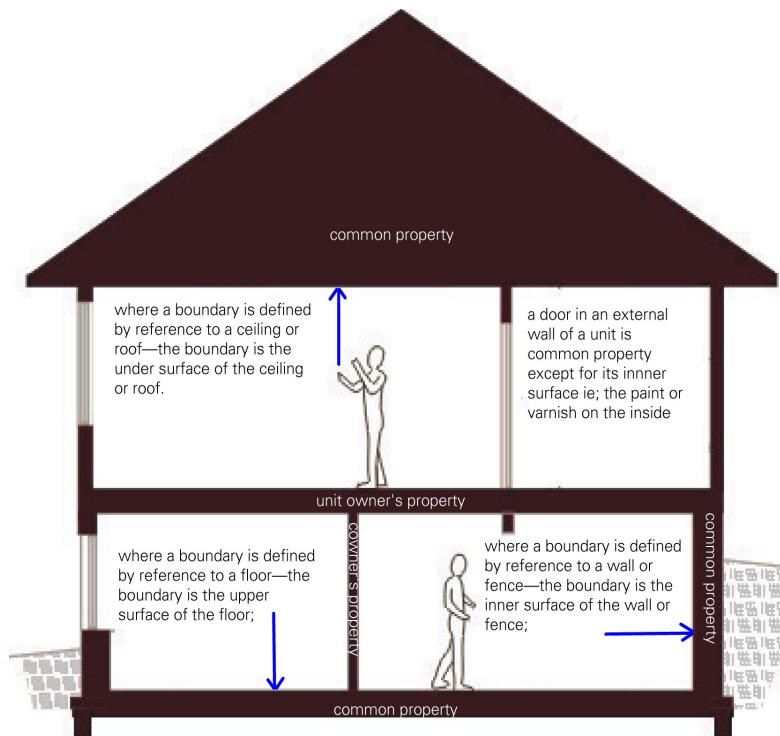 common property
where a boundary is defined
by reference to a ceiling or
roof—the boundary is the
under surface of the ceiling
or roof.
a door in an external
wall of a unit is
common property
except for its innner
surface ie; the paint or
varnish on the inside
unit owner's property
where a boundary is defined
by reference to a floor—the
boundary is the upper
surface of the floor;
cowner's property
where a boundary is defined
by reference to a wall or
fence—the boundary is the
inner surface of the wall or
fence;
common property
common property